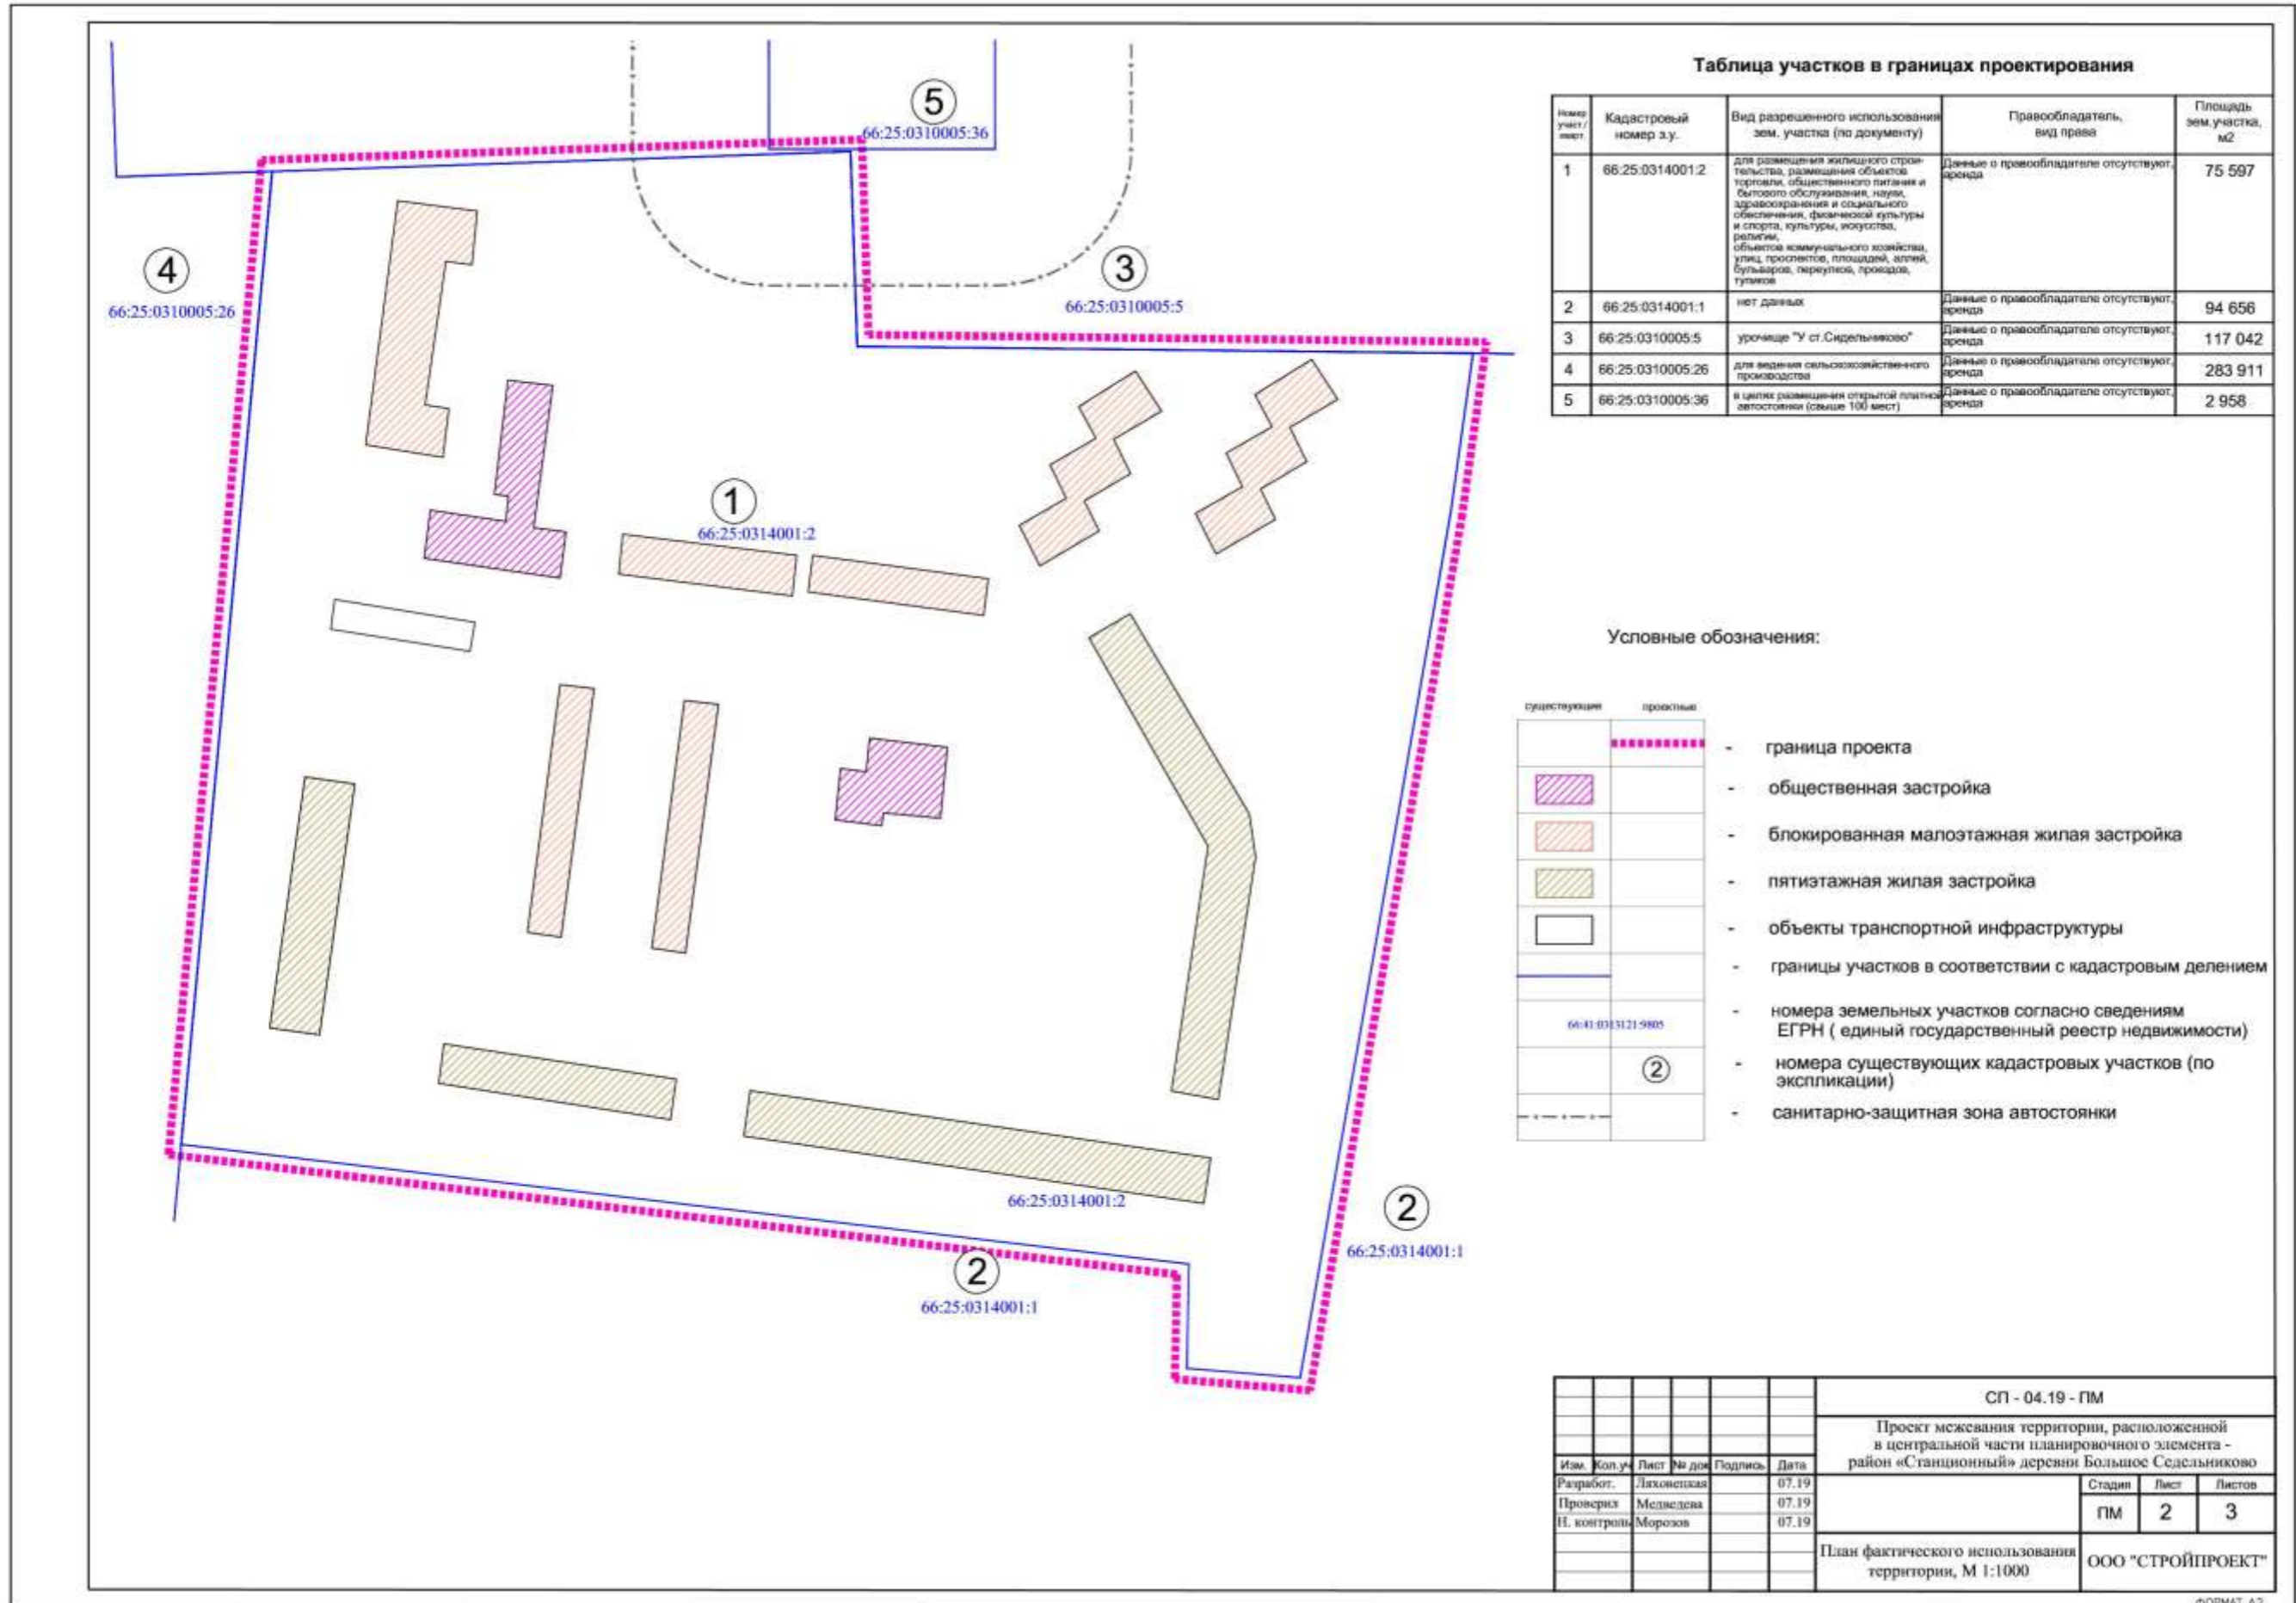 5
66:25:0310005:36
4
66:25:0310005:26
3
66:25:0310005:5
1
66:25:0314001:2
66:25:0314001:2
2
66:25:0314001:1
2
66:25:0314001:1
Таблица участков в границах проектирования
Номер участ/ кварт.
Кадастровый номер з.у.
Вид разрешенного использования зем. участка (по документу)
Правообладатель, вид права
Площадь зем.участка, м2
1
66:25:0314001:2
для размещения жилищного строи-
тельства, размещения объектов
торговли, общественного питания и
бытового обслуживания, науки,
здравоохранения и социального
обеспечения, физической культуры
и спорта, культуры, искусства,
религии,
объектов коммунального хозяйства,
улиц, проспектов, площадей, аллей,
бульваров, переулков, проездов,
тупиков
Данные о правообладателе отсутствуют,
аренда
75 597
2
66:25:0314001:1
нет данных
Данные о правообладателе отсутствуют,
аренда
94 656
3
66:25:0310005:5
урочище "У ст.Сидельниково"
Данные о правообладателе отсутствуют,
аренда
117 042
4
66:25:0310005:26
для ведения сельскохозяйственного
производства
Данные о правообладателе отсутствуют,
аренда
283 911
5
66:25:0310005:36
в целях размещения открытой платной
автостоянки (свыше 100 мест)
Данные о правообладателе отсутствуют,
аренда
2 958
Условные обозначения:
существующие
проектные
- граница проекта
- общественная застройка
- блокированная малоэтажная жилая застройка
- пятиэтажная жилая застройка
- объекты транспортной инфраструктуры
- границы участков в соответствии с кадастровым делением
66:41:0313121:9805
- номера земельных участков согласно сведениям
ЕГРН ( единый государственный реестр недвижимости)
2
- номера существующих кадастровых участков (по
экспликации)
- санитарно-защитная зона автостоянки
СП - 04.19 - ПМ
Проект межевания территории, расположенной
в центральной части планировочного элемента -
район «Станционный» деревни Большое Седельниково
Изм. Кол.уч Лист № док Подпись Дата
Разработ. Ляховецкая 07.19
Проверил Медведева 07.19
Н. контроль Морозов 07.19
Стадия Лист Листов
ПМ 2 3
План фактического использования
территории, М 1:1000
ООО "СТРОЙПРОЕКТ"